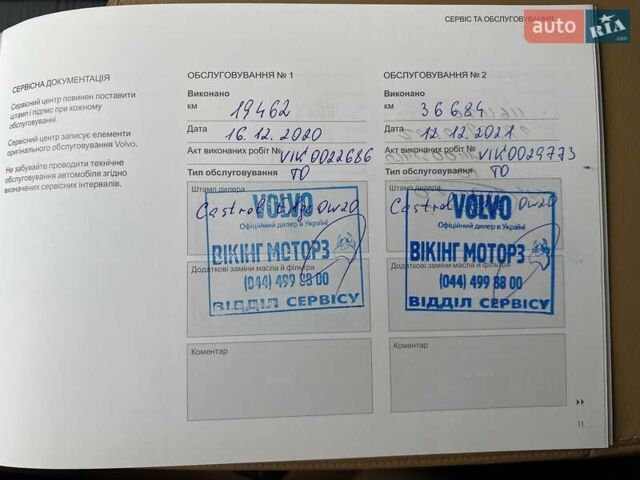 СЕРВІС ТА ОБСЛУГОВУВАННЯ
auto RIA.com
СЕРВІСНА ДОКУМЕНТАЦІЯ
Сервісний центр повинен поставити
штамп і підпис при кожному
обслуговуванні.
Сервісний центр записує елементи
оригінального обслуговування Volvo.
Не забувайте проводити технічне
обслуговування автомобіля згідно
визначених сервісних інтервалів.
ОБСЛУГОВУВАННЯ № 1
Виконано
км 19462
Дата 16.12.2020
Акт виконаних робіт № VIK0022686
Тип обслуговування ТО
Штамп дилера
Castrol Edge 0w20
VOLVO
Офіційний дилер в Україні
ВІКІНГ МОТОРЗ
Додаткові заміни масла й фільтра
(044) 499 88 00
ВІДДІЛ СЕРВІСУ
Коментар
ОБСЛУГОВУВАННЯ № 2
Виконано
км 36684
Дата 12.12.2021
Акт виконаних робіт № VIK0029773
Тип обслуговування ТО
Штамп дилера
Castrol 0w20
VOLVO
Офіційний дилер в Україні
ВІКІНГ МОТОРЗ
Додаткові заміни масла й фільтра
(044) 499 88 00
ВІДДІЛ СЕРВІСУ
Коментар
11